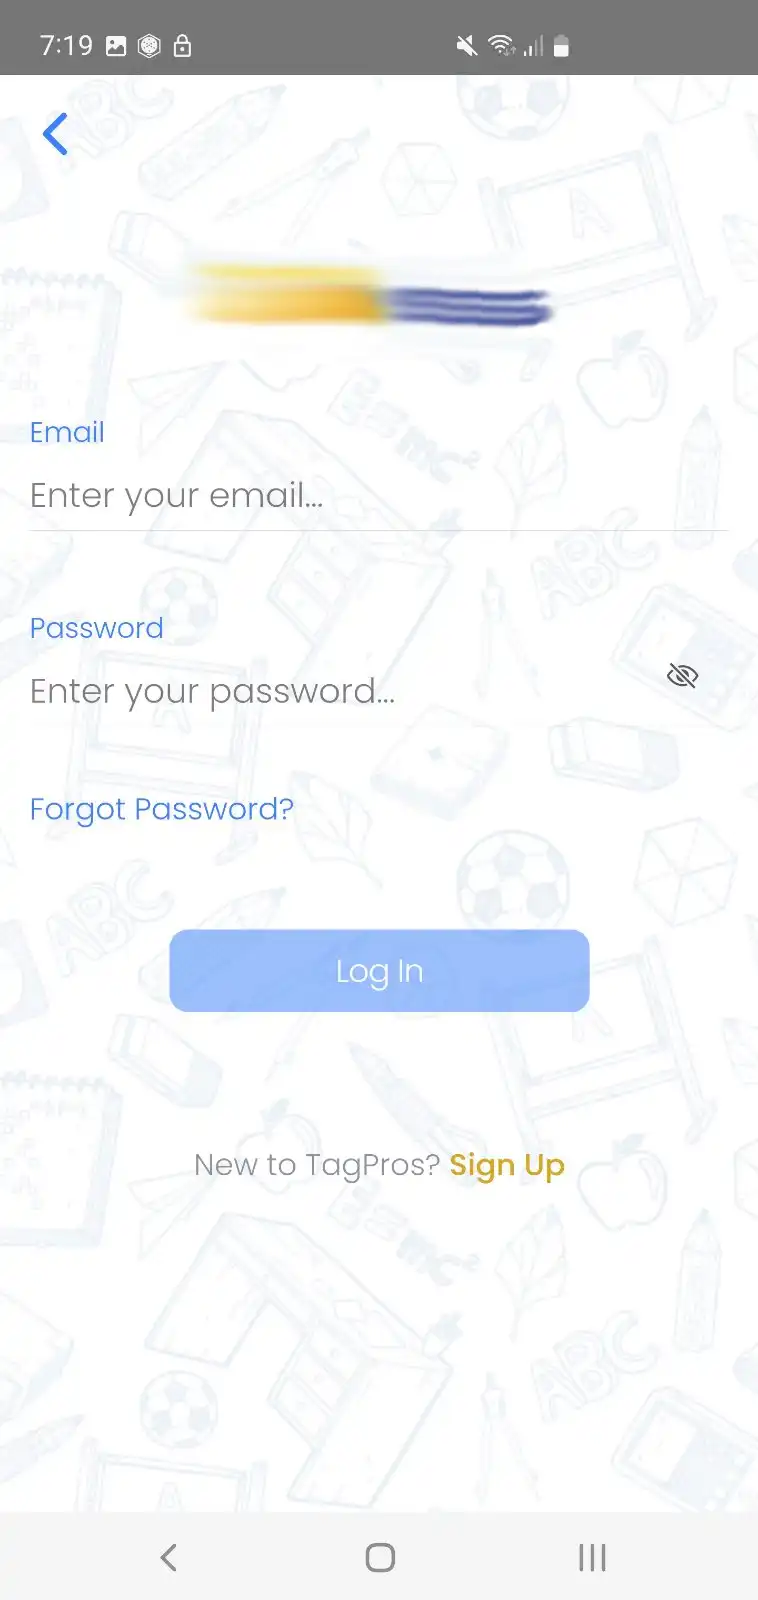 7:19
Email
Enter your email...
Password
Enter your password...
Forgot Password?
Log In
New to TagPros? Sign Up